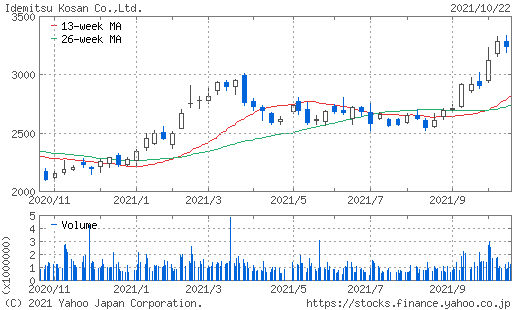 Idemitsu Kosan Co.,Ltd. 2021/10/22
3500
13-week MA
26-week MA
3000
2500
2000
2020/11 2021/1 2021/3 2021/5 2021/7 2021/9
5
Volume
4
3
2
1
0
(x1000000)
2020/11 2021/1 2021/3 2021/5 2021/7 2021/9
(C) 2021 Yahoo Japan Corporation. https://stocks.finance.yahoo.co.jp/